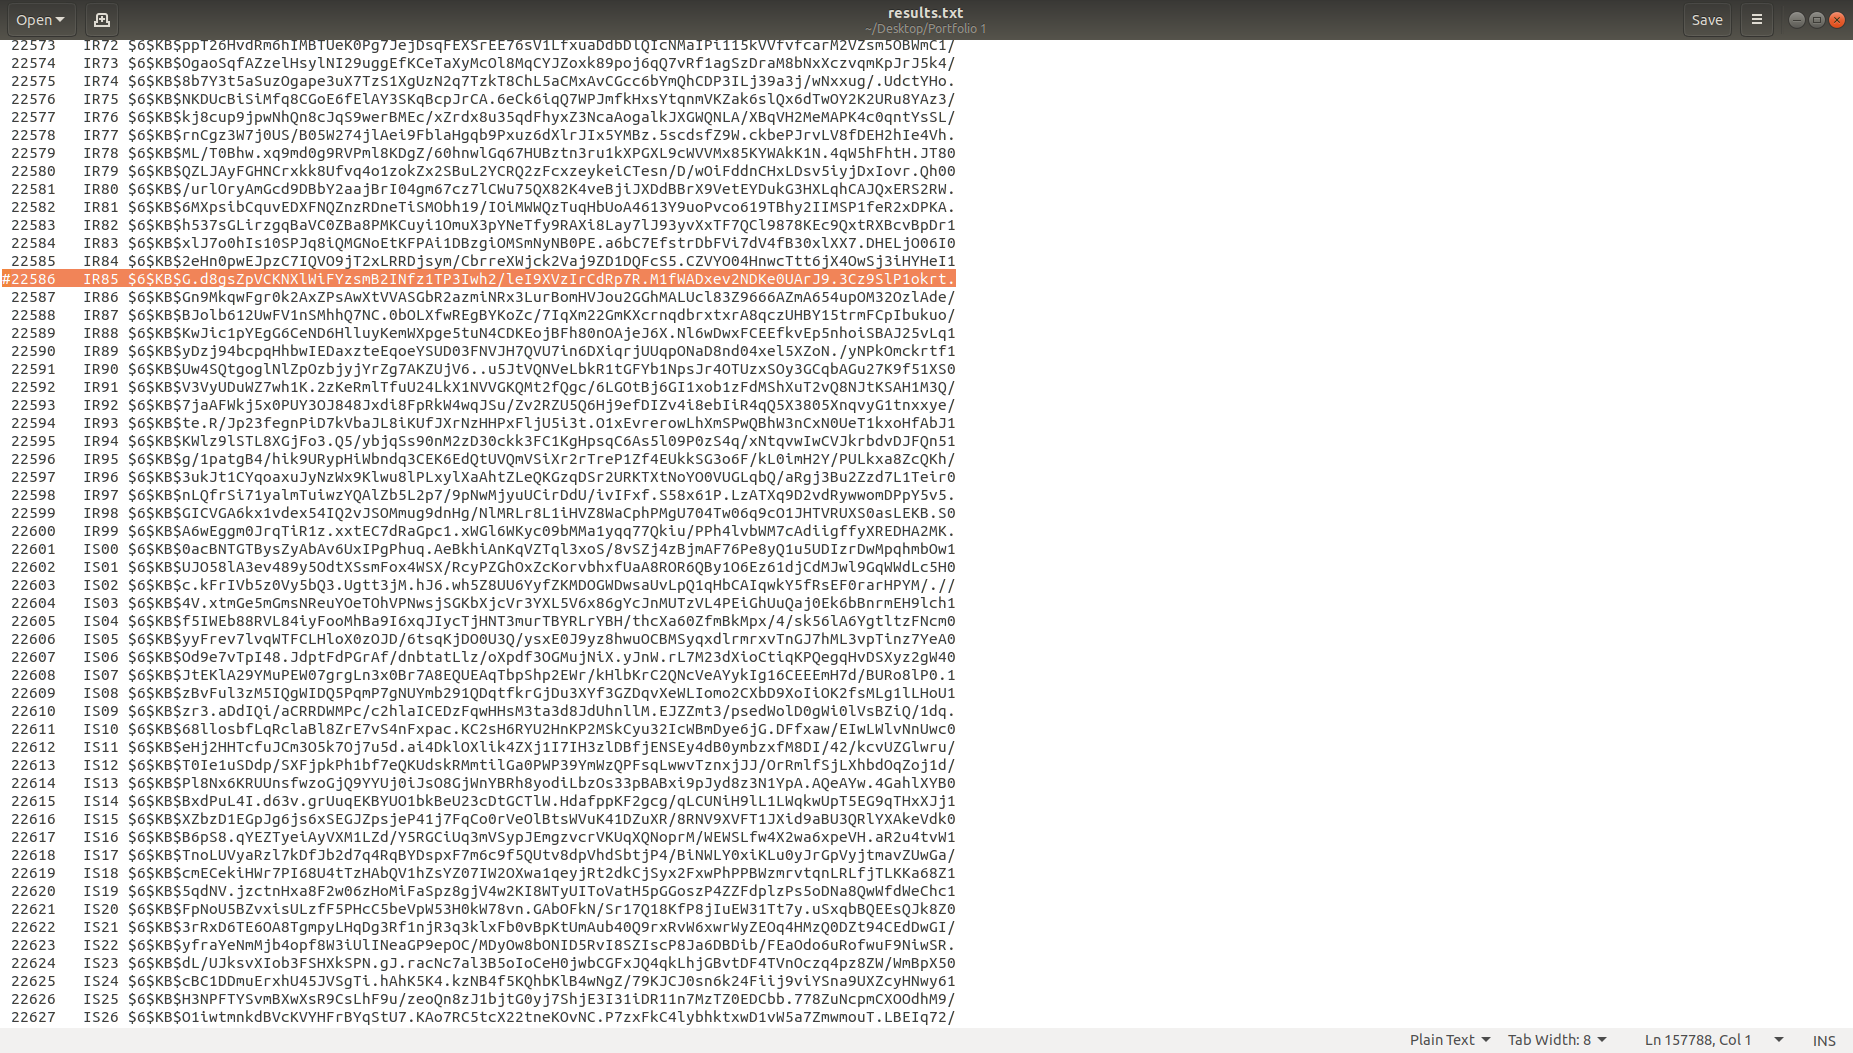 Open
results.txt
~/Desktop/Portfolio 1
Save
22573 IR72 $6$KB$ppT26HvdRm6hIMBTUeK0Pg7JejDsqFEXSrEE76sV1LfxuaDdbDlQIcNMaIPi115kVVfvfcarM2VZsm5OBWmC1/
22574 IR73 $6$KB$OgaoSqfAZzelHsylNI29uggEfKCeTaXyMcOl8MqCYJZoxk89poj6qQ7vRf1agSzDraM8bNxXczvqmKpJrJ5k4/
22575 IR74 $6$KB$8b7Y3t5aSuzOgape3uX7TzS1XgUzN2q7TzkT8ChL5aCMxAvCGcc6bYmQhCDP3ILj39a3j/wNxxug/.UdctYHo.
22576 IR75 $6$KB$NKDUcBiSiMfq8CGoE6fElAY3SKqBcpJrCA.6eCk6iqQ7WPJmfkHxsYtqnmVKZak6slQx6dTwOY2K2URu8YAz3/
22577 IR76 $6$KB$kj8cup9jpwNhQn8cJqS9werBMEc/xZrdx8u35qdFhyxZ3NcaAogalkJXGWQNLA/XBqVH2MeMAPK4c0qntYsSL/
22578 IR77 $6$KB$rnCgz3W7j0US/B05W274jlAei9FblaHgqb9Pxuz6dXlrJIx5YMBz.5scdsfZ9W.ckbePJrvLV8fDEH2hIe4Vh.
22579 IR78 $6$KB$ML/T0Bhw.xq9md0g9RVPml8KDgZ/60hnwlGq67HUBztn3ru1kXPGXL9cWVVMx85KYWAkK1N.4qW5hFhtH.JT80
22580 IR79 $6$KB$QZLJAyFGHNCrxkk8Ufvq4o1zokZx2SBuL2YCRQ2zFcxzeykeiCTesn/D/wOiFddnCHxLDsv5iyjDxIovr.Qh00
22581 IR80 $6$KB$/urlOryAmGcd9DBbY2aajBrI04gm67cz7lCWu75QX82K4veBjiJXDdBBrX9VetEYDukG3HXLqhCAJQxERS2RW.
22582 IR81 $6$KB$6MXpsibCquvEDXFNQZnzRDneTiSMObh19/IOiMWWQzTuqHbUoA4613Y9uoPvco619TBhy2IIMSP1feR2xDPKA.
22583 IR82 $6$KB$h537sGLirzgqBaVC0ZBa8PMKCuyi1OmuX3pYNeTfy9RAXi8Lay7lJ93yvXxTF7QCl9878KEc9QxtRXBcvBpDr1
22584 IR83 $6$KB$xlJ7o0hIs10SPJq8iQMGNoEtKFPAi1DBzgiOMSmNyNB0PE.a6bC7EfstrDbFVi7dV4fB30xlXX7.DHELjO06I0
22585 IR84 $6$KB$2eHn0pwEJpzC7IQVO9jT2xLRRDjsym/CbrreXWjck2Vaj9ZD1DQFcS5.CZVYO04HnwcTtt6jX4OwSj3iHYHeI1
#22586 IR85 $6$KB$G.d8gsZpVCKNXlWiFYzsmB2INfz1TP3Iwh2/leI9XVzIrCdRp7R.M1fWADxev2NDKe0UArJ9.3Cz9SlP1okrt.
22587 IR86 $6$KB$Gn9MkqwFgr0k2AxZPsAwXtVVASGbR2azmiNRx3LurBomHVJou2GGhMALUcl83Z9666AZmA654upOM32OzlAde/
22588 IR87 $6$KB$BJolb612UwFV1nSMhhQ7NC.0bOLXfwREgBYKoZc/7IqXm22GmKXcrnqdbrxtxrA8qczUHBY15trmFCpIbukuo/
22589 IR88 $6$KB$KwJic1pYEgG6CeND6HlluyKemWXpge5tuN4CDKEojBFh80nOAjeJ6X.Nl6wDwxFCEEfkvEp5nhoiSBAJ25vLq1
22590 IR89 $6$KB$yDzj94bcpqHhbwIEDaxzteEqoeYSUD03FNVJH7QVU7in6DXiqrjUUqpONaD8nd04xel5XZoN./yNPkOmckrtf1
22591 IR90 $6$KB$Uw4SQtgoglNlZpOzbjyjYrZg7AKZUjV6..u5JtVQNVeLbkR1tGFYb1NpsJr4OTUzxSOy3GCqbAGu27K9f51XS0
22592 IR91 $6$KB$V3VyUDuWZ7wh1K.2zKeRmlTfuU24LkX1NVVGKQMt2fQgc/6LGOtBj6GI1xob1zFdMShXuT2vQ8NJtKSAH1M3Q/
22593 IR92 $6$KB$7jaAFWkj5x0PUY3OJ848Jxdi8FpRkW4wqJSu/Zv2RZU5Q6Hj9efDIZv4i8ebIiR4qQ5X3805XnqvyG1tnxxye/
22594 IR93 $6$KB$te.R/Jp23fegnPiD7kVbaJL8iKUfJXrNzHHPxFljU5i3t.O1xEvrerowLhXmSPwQBhW3nCxN0UeT1kxoHfAbJ1
22595 IR94 $6$KB$KWlz9lSTL8XGjFo3.Q5/ybjqSs90nM2zD30ckk3FC1KgHpsqC6As5l09P0zS4q/xNtqvwIwCVJkrbdvDJFQn51
22596 IR95 $6$KB$g/1patgB4/hik9URypHiWbndq3CEK6EdQtUVQmVSiXr2rTreP1Zf4EUkkSG3o6F/kL0imH2Y/PULkxa8ZcQKh/
22597 IR96 $6$KB$3ukJt1CYqoaxuJyNzWx9Klwu8lPLxylXaAhtZLeQKGzqDSr2URKTXtNoYO0VUGLqbQ/aRgj3Bu2Zzd7L1Teir0
22598 IR97 $6$KB$nLQfrSi71yalmTuiwzYQAlZb5L2p7/9pNwMjyuUCirDdU/ivIFxf.S58x61P.LzATXq9D2vdRywwomDPpY5v5.
22599 IR98 $6$KB$GICVGA6kx1vdex54IQ2vJSOMmug9dnHg/NlMRLr8L1iHVZ8WaCphPMgU704Tw06q9cO1JHTVRUXS0asLEKB.S0
22600 IR99 $6$KB$A6wEggm0JrqTiR1z.xxtEC7dRaGpc1.xWGl6WKyc09bMMa1yqq77Qkiu/PPh4lvbWM7cAdiigffyXREDHA2MK.
22601 IS00 $6$KB$0acBNTGTBysZyAbAv6UxIPgPhuq.AeBkhiAnKqVZTql3xoS/8vSZj4zBjmAF76Pe8yQ1u5UDIzrDwMpqhmbOw1
22602 IS01 $6$KB$UJO58lA3ev489y5OdtXSsmFox4WSX/RcyPZGhOxZcKorvbhxfUaA8ROR6QBy1O6Ez61djCdMJwl9GqWWdLc5H0
22603 IS02 $6$KB$c.kFrIVb5z0Vy5bQ3.Ugtt3jM.hJ6.wh5Z8UU6YyfZKMDOGWDwsaUvLpQ1qHbCAIqwkY5fRsEF0rarHPYM/.//
22604 IS03 $6$KB$4V.xtmGe5mGmsNReuYOeTOhVPNwsjSGKbXjcVr3YXL5V6x86gYcJnMUTzVL4PEiGhUuQaj0Ek6bBnrmEH9lch1
22605 IS04 $6$KB$f5IWEb88RVL84iyFooMhBa9I6xqJIycTjHNT3murTBYRLrYBH/thcXa60ZfmBkMpx/4/sk56lA6YgtltzFNcm0
22606 IS05 $6$KB$yyFrev7lvqWTFCLHloX0zOJD/6tsqKjDO0U3Q/ysxE0J9yz8hwuOCBMSyqxdlrmrxvTnGJ7hML3vpTinz7YeA0
22607 IS06 $6$KB$Od9e7vTpI48.JdptFdPGrAf/dnbtatLlz/oXpdf3OGMujNiX.yJnW.rL7M23dXioCtiqKPQegqHvDSXyz2gW40
22608 IS07 $6$KB$JtEKlA29YMuPEW07grgLn3x0Br7A8EQUEAqTbpShp2EWr/kHlbKrC2QNcVeAYykIg16CEEEmH7d/BURo8lP0.1
22609 IS08 $6$KB$zBvFul3zM5IQgWIDQ5PqmP7gNUYmb291QDqtfkrGjDu3XYf3GZDqvXeWLIomo2CXbD9XoIiOK2fsMLg1lLHoU1
22610 IS09 $6$KB$zr3.aDdIQi/aCRRDWMPc/c2hlaICEDzFqwHHsM3ta3d8JdUhnllM.EJZZmt3/psedWolD0gWi0lVsBZiQ/1dq.
22611 IS10 $6$KB$68llosbfLqRclaBl8ZrE7vS4nFxpac.KC2sH6RYU2HnKP2MSkCyu32IcWBmDye6jG.DFfxaw/EIwLWlvNnUwc0
22612 IS11 $6$KB$eHj2HHTcfuJCm3O5k7Oj7u5d.ai4DklOXlik4ZXj1I7IH3zlDBfjENSEy4dB0ymbzxfM8DI/42/kcvUZGlwru/
22613 IS12 $6$KB$T0Ie1uSDdp/SXFjpkPh1bf7eQKUdskRMmtilGa0PWP39YmWzQPFsqLwwvTznxjJJ/OrRmlfSjLXhbdOqZoj1d/
22614 IS13 $6$KB$Pl8Nx6KRUUnsfwzoGjQ9YYUj0iJsO8GjWnYBRh8yodiLbzOs33pBABxi9pJyd8z3N1YpA.AQeAYw.4GahlXYB0
22615 IS14 $6$KB$BxdPuL4I.d63v.grUuqEKBYUO1bkBeU23cDtGCTlW.HdafppKF2gcg/qLCUNiH9lL1LWqkwUpT5EG9qTHxXJj1
22616 IS15 $6$KB$XZbzD1EGpJg6js6xSEGJZpsjeP41j7FqCo0rVeOlBtsWVuK41DZuXR/8RNV9XVFT1JXid9aBU3QRlYXAkeVdk0
22617 IS16 $6$KB$B6pS8.qYEZTyeiAyVXM1LZd/Y5RGCiUq3mVSypJEmgzvcrVKUqXQNoprM/WEWSLfw4X2wa6xpeVH.aR2u4tvW1
22618 IS17 $6$KB$TnoLUVyaRzl7kDfJb2d7q4RqBYDspxF7m6c9f5QUtv8dpVhdSbtjP4/BiNWLY0xiKLu0yJrGpVyjtmavZUwGa/
22619 IS18 $6$KB$cmECekiHWr7PI68U4tTzHAbQV1hZsYZ07IW2OXwa1qeyjRt2dkCjSyx2FxwPhPPBWzmrvtqnLRLfjTLKKa68Z1
22620 IS19 $6$KB$5qdNV.jzctnHxa8F2w06zHoMiFaSpz8gjV4w2KI8WTyUIToVatH5pGGoszP4ZZFdplzPs5oDNa8QwWfdWeChc1
22621 IS20 $6$KB$FpNoU5BZvxisULzfF5PHcC5beVpW53H0kW78vn.GAbOFkN/Sr17Q18KfP8jIuEW31Tt7y.uSxqbBQEEsQJk8Z0
22622 IS21 $6$KB$3rRxD6TE6OA8TgmpyLHqDg3Rf1njR3q3klxFb0vBpKtUmAub40Q9rxRvW6xwrWyZEOq4HMzQ0DZt94CEdDwGI/
22623 IS22 $6$KB$yfraYeNmMjb4opf8W3iUlINeaGP9epOC/MDyOw8bONID5RvI8SZIscP8Ja6DBDib/FEaOdo6uRofwuF9NiwSR.
22624 IS23 $6$KB$dL/UJksvXIob3FSHXkSPN.gJ.racNc7al3B5oIoCeH0jwbCGFxJQ4qkLhjGBvtDF4TVnOczq4pz8ZW/WmBpX50
22625 IS24 $6$KB$cBC1DDmuErxhU45JVSgTi.hAhK5K4.kzNB4f5KQhbKlB4wNgZ/79KJCJ0sn6k24Fiij9viYSna9UXZcyHNwy61
22626 IS25 $6$KB$H3NPFTYSvmBXwXsR9CsLhF9u/zeoQn8zJ1bjtG0yj7ShjE3I31iDR11n7MzTZ0EDCbb.778ZuNcpmCXOOdhM9/
22627 IS26 $6$KB$O1iwtmnkdBVcKVYHFrBYqStU7.KAo7RC5tcX22tneKOvNC.P7zxFkC4lybhktxwD1vW5a7ZmwmouT.LBEIq72/
Plain Text
Tab Width: 8
Ln 157788, Col 1
INS